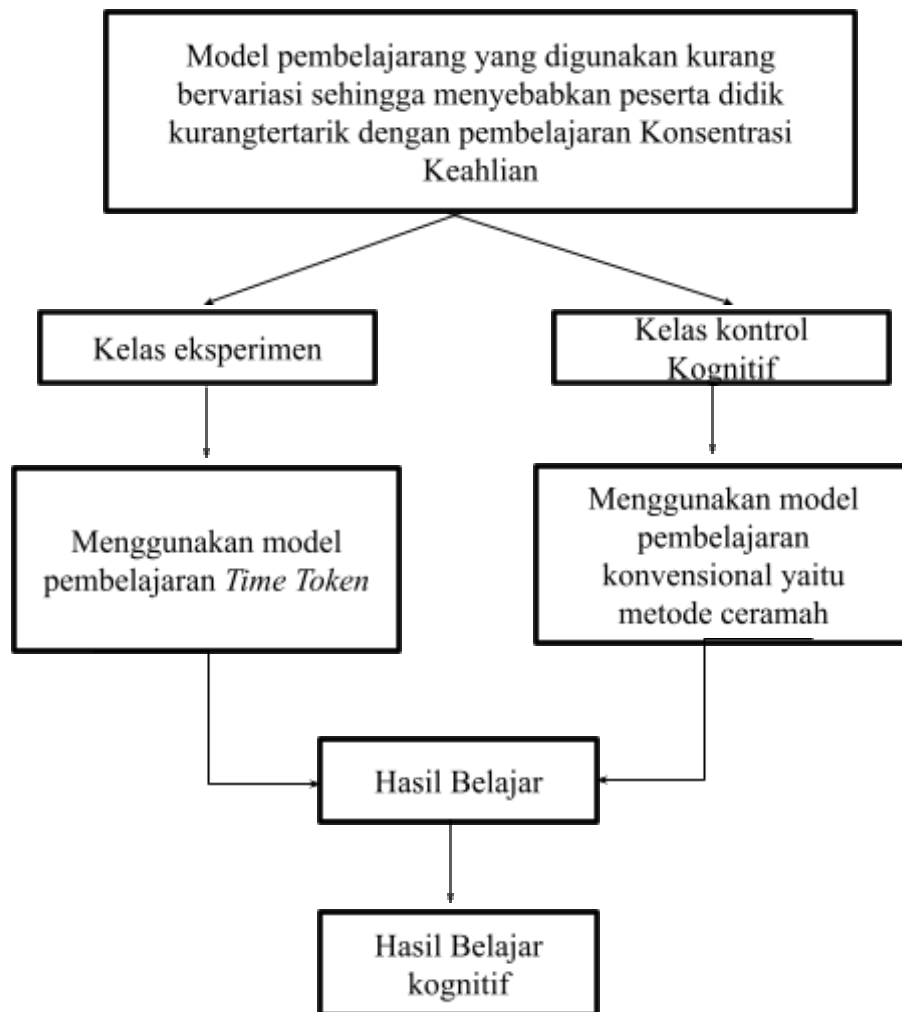 Model pembelajarang yang digunakan kurang
bervariasi sehingga menyebabkan peserta didik
kurangtertarik dengan pembelajaran Konsentrasi
Keahlian
Kelas eksperimen
Kelas kontrol
Kognitif
Menggunakan model
pembelajaran Time Token
Menggunakan model
pembelajaran
konvensional yaitu
metode ceramah
Hasil Belajar
Hasil Belajar
kognitif